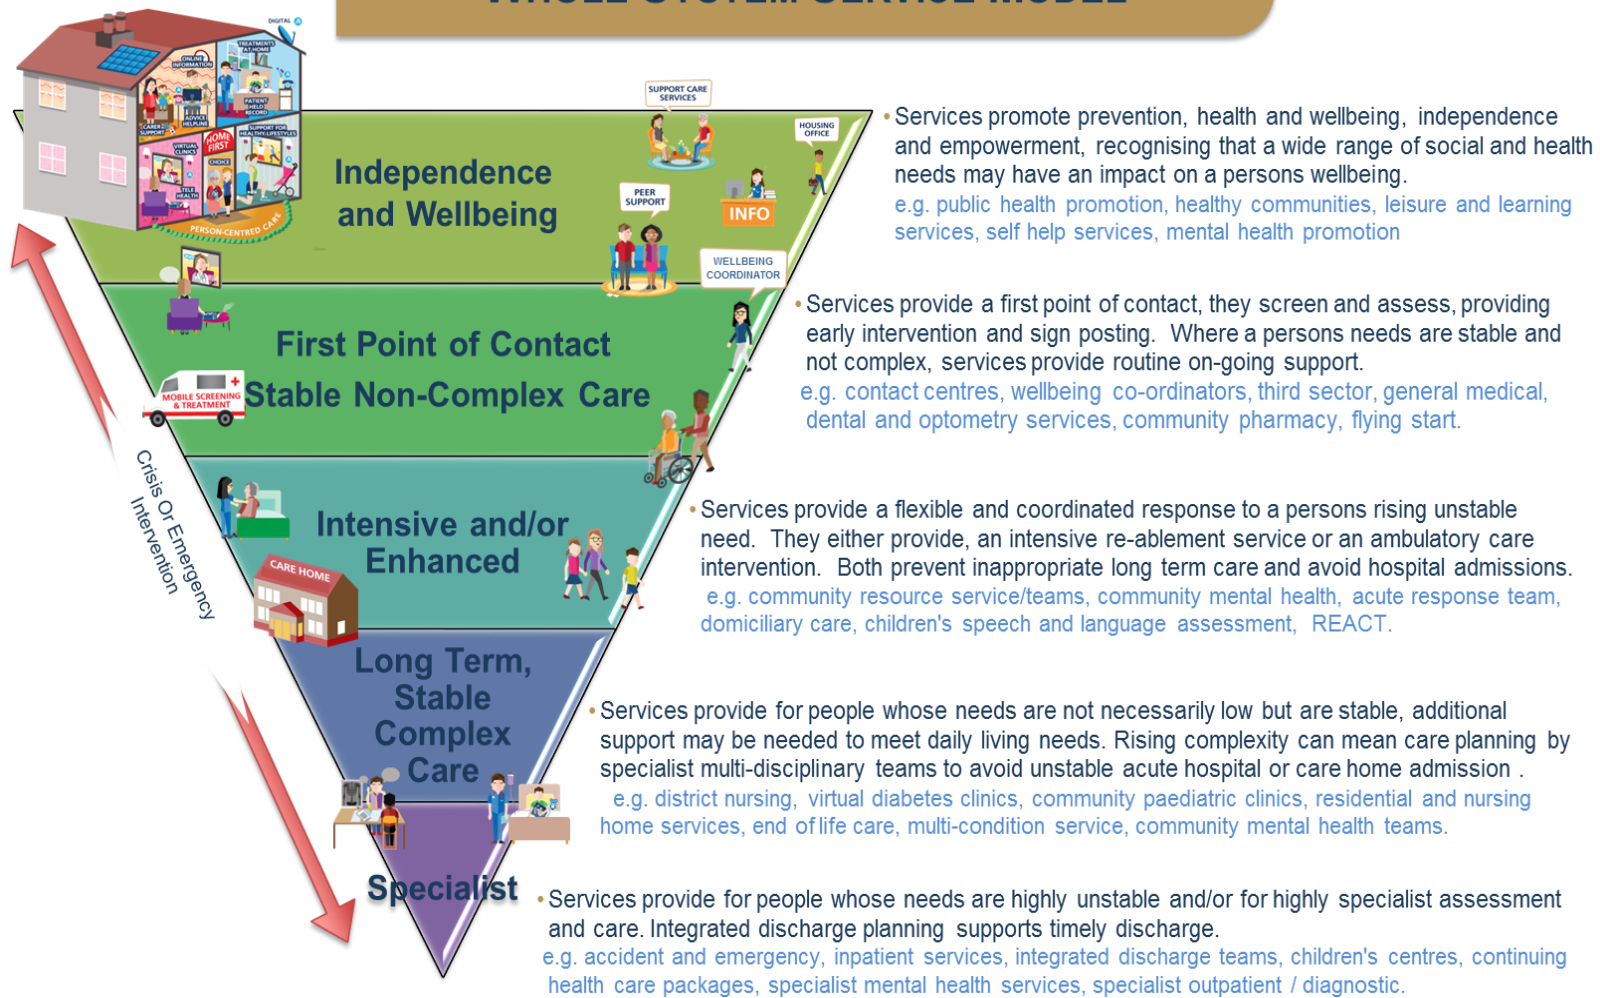 WHOLE SYSTEM SERVICE MODEL
DIGITAL
ONLINE
INFORMATION
TREATMENTS
AT HOME
PATIENT
HELD
RECORD
CARER
SUPPORT
ADVICE
HELPLINE
VIRTUAL
CLINICS
HOME
FIRST
SUPPORT FOR
HEALTHY LIFESTYLES
CHOICE
TELE
HEALTH
PERSON-CENTRED CARE
SUPPORT CARE
SERVICES
HOUSING
OFFICE
PEER
SUPPORT
INFO
WELLBEING
COORDINATOR
Independence
and Wellbeing
• Services promote prevention, health and wellbeing, independence
and empowerment, recognising that a wide range of social and health
needs may have an impact on a persons wellbeing.
e.g. public health promotion, healthy communities, leisure and learning
services, self help services, mental health promotion
First Point of Contact
Stable Non-Complex Care
MOBILE SCREENING
& TREATMENT
• Services provide a first point of contact, they screen and assess, providing
early intervention and sign posting. Where a persons needs are stable and
not complex, services provide routine on-going support.
e.g. contact centres, wellbeing co-ordinators, third sector, general medical,
dental and optometry services, community pharmacy, flying start.
Crisis Or Emergency
Intervention
Intensive and/or
Enhanced
CARE HOME
• Services provide a flexible and coordinated response to a persons rising unstable
need. They either provide, an intensive re-ablement service or an ambulatory care
intervention. Both prevent inappropriate long term care and avoid hospital admissions.
e.g. community resource service/teams, community mental health, acute response team,
domiciliary care, children's speech and language assessment, REACT.
Long Term,
Stable
Complex
Care
• Services provide for people whose needs are not necessarily low but are stable, additional
support may be needed to meet daily living needs. Rising complexity can mean care planning by
specialist multi-disciplinary teams to avoid unstable acute hospital or care home admission .
e.g. district nursing, virtual diabetes clinics, community paediatric clinics, residential and nursing
home services, end of life care, multi-condition service, community mental health teams.
Specialist
• Services provide for people whose needs are highly unstable and/or for highly specialist assessment
and care. Integrated discharge planning supports timely discharge.
e.g. accident and emergency, inpatient services, integrated discharge teams, children's centres, continuing
health care packages, specialist mental health services, specialist outpatient / diagnostic.